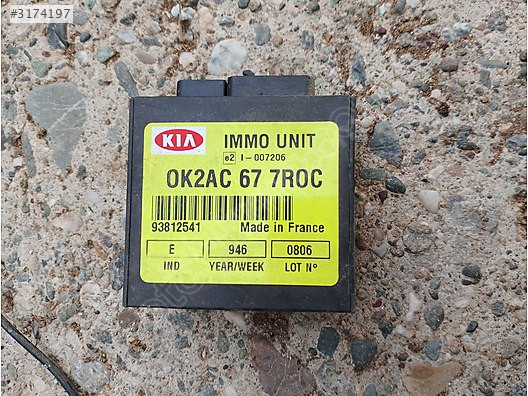 #3174197
KIA
IMMO UNIT
e2 I-007206
0K2AC 67 7R0C
93812541 Made in France
E 946 0806
IND YEAR/WEEK LOT N°